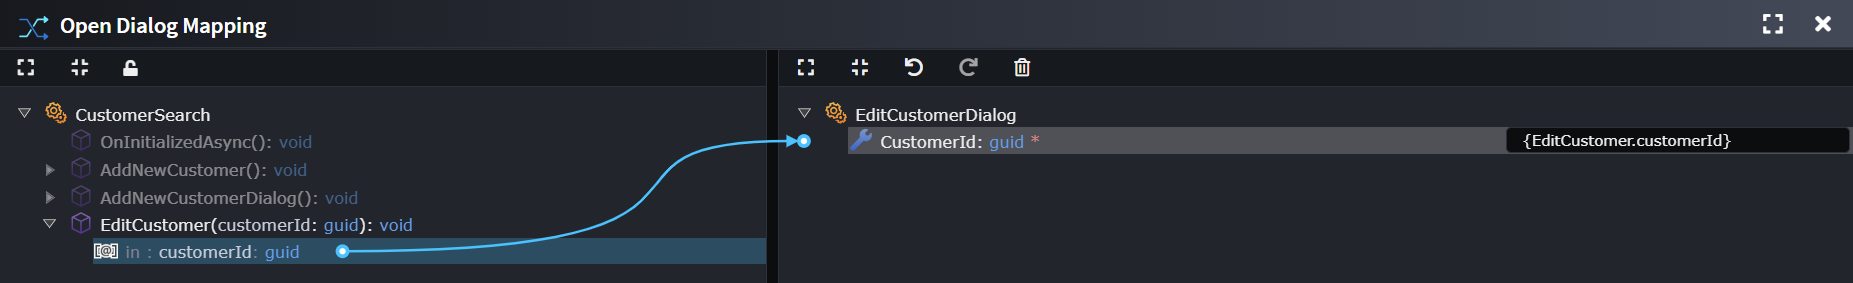 Open Dialog Mapping
CustomerSearch
OnInitializedAsync(): void
AddNewCustomer(): void
AddNewCustomerDialog(): void
EditCustomer(customerId: guid): void
[@] in : customerId: guid
EditCustomerDialog
CustomerId: guid *
{EditCustomer.customerId}